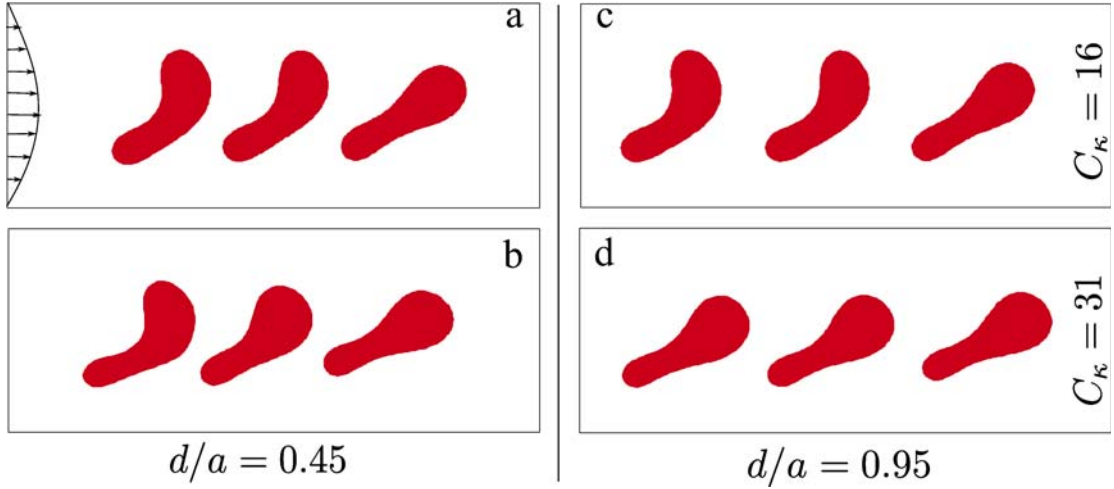 a
c
C_κ = 16
b
d
C_κ = 31
d/a = 0.45
d/a = 0.95